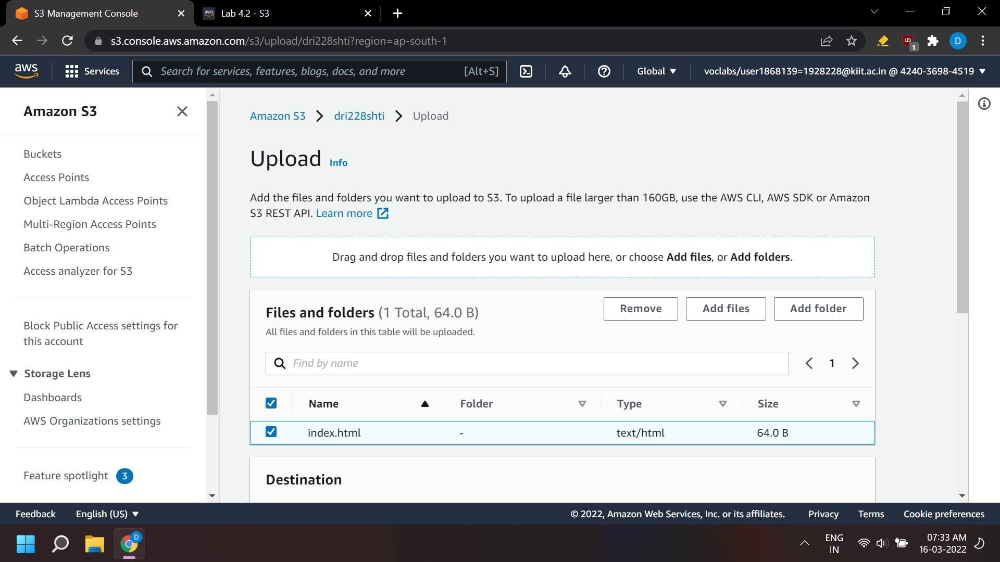 S3 Management Console
aws Lab 4.2 - S3
s3.console.aws.amazon.com/s3/upload/dri228shti?region=ap-south-1
1
D
aws
Services
Search for services, features, blogs, docs, and more [Alt+S]
Global
voclabs/user1868139=1928228@kiit.ac.in @ 4240-3698-4519
Amazon S3
Buckets
Access Points
Object Lambda Access Points
Multi-Region Access Points
Batch Operations
Access analyzer for S3
Block Public Access settings for
this account
Storage Lens
Dashboards
AWS Organizations settings
Feature spotlight 3
Amazon S3 > dri228shti > Upload
Upload Info
Add the files and folders you want to upload to S3. To upload a file larger than 160GB, use the AWS CLI, AWS SDK or Amazon
S3 REST API. Learn more
Drag and drop files and folders you want to upload here, or choose Add files, or Add folders.
Files and folders (1 Total, 64.0 B)
Remove
Add files
Add folder
All files and folders in this table will be uploaded.
Find by name
1
Name Folder Type Size
index.html - text/html 64.0 B
Destination
Feedback English (US)
© 2022, Amazon Web Services, Inc. or its affiliates. Privacy Terms Cookie preferences
D
ENG
IN
07:33 AM
16-03-2022